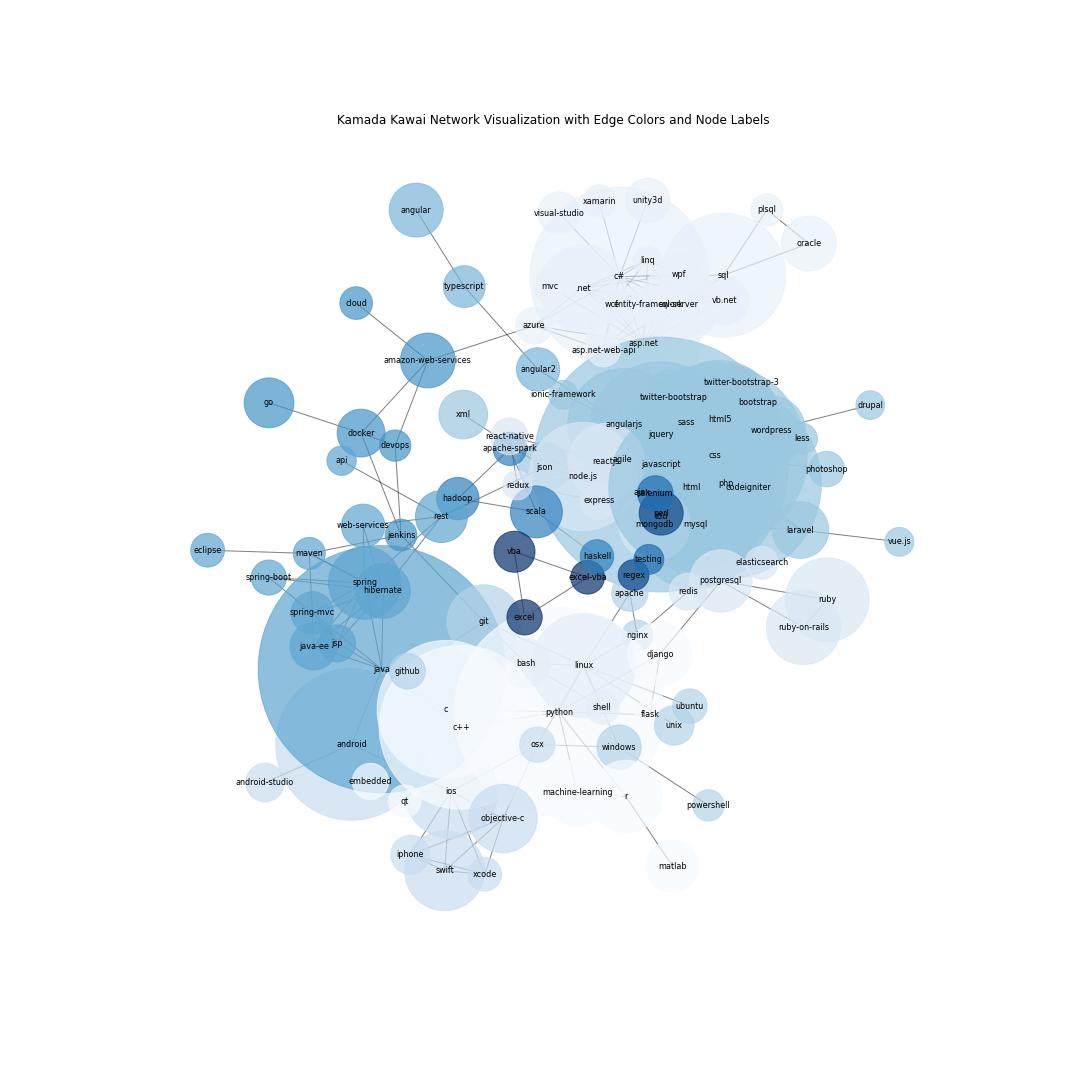 Kamada Kawai Network Visualization with Edge Colors and Node Labels
unity3d
xamarin
visual-studio
angular
plsql
oracle
linq
c#
wpf
sql
mvc
.net
typescript
vb.net
cloud
entity-framework
sqlserver
azure
asp.net
asp.net-web-api
amazon-web-services
angular2
twitter-bootstrap-3
ionic-framework
twitter-bootstrap
bootstrap
go
drupal
xml
html5
sass
angularjs
wordpress
docker
jquery
react-native
less
devops
apache-spark
css
api
reactjs
agile
javascript
json
photoshop
node.js
redux
php
html
codeigniter
ajax
selenium
hadoop
express
scala
perl
rest
web-services
mongodb
mysql
laravel
jenkins
vue.js
eclipse
maven
vba
haskell
testing
elasticsearch
spring-boot
excel-vba
regex
spring
postgresql
hibernate
redis
apache
ruby
spring-mvc
excel
git
ruby-on-rails
nginx
jsp
java-ee
django
bash
linux
java
github
ubuntu
shell
c
python
flask
unix
c++
android
osx
windows
embedded
android-studio
ios
machine-learning
r
qt
powershell
objective-c
iphone
matlab
swift
xcode